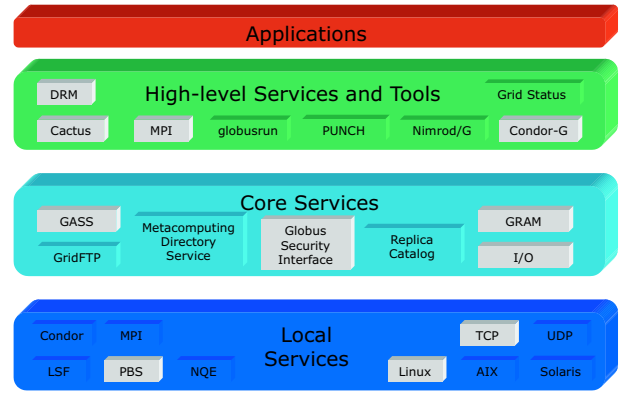 Applications
DRM
High-level Services and Tools
Grid Status
Cactus
MPI
globusrun
PUNCH
Nimrod/G
Condor-G
Core Services
GASS
Metacomputing
Directory
Service
Globus
Security
Interface
Replica
Catalog
GRAM
GridFTP
I/O
Condor
MPI
Local
Services
TCP
UDP
LSF
PBS
NQE
Linux
AIX
Solaris